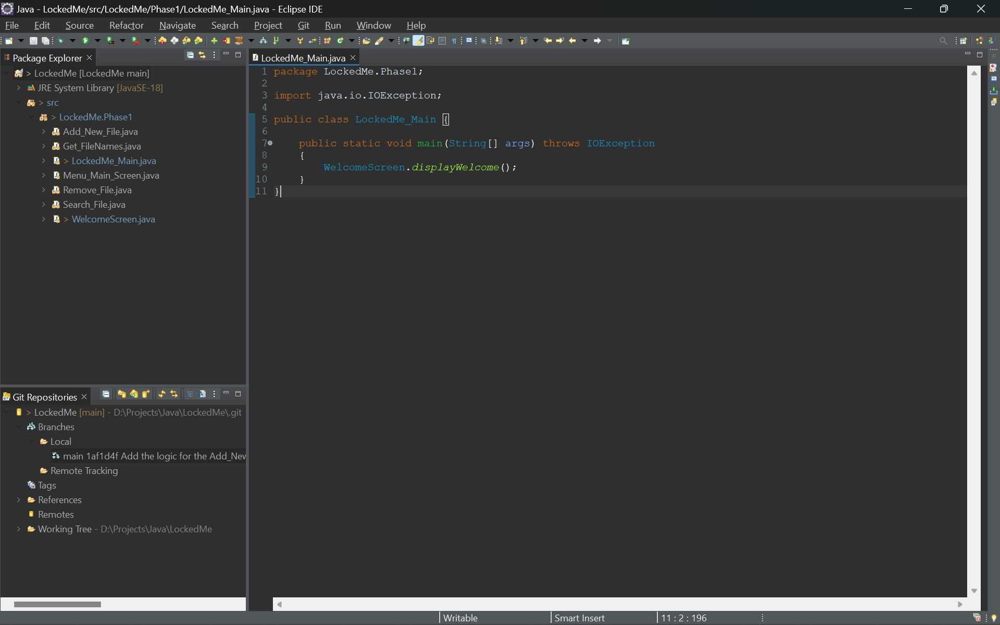 Java - LockedMe/src/LockedMe/Phase1/LockedMe_Main.java - Eclipse IDE
File Edit Source Refactor Navigate Search Project Git Run Window Help
Package Explorer
> LockedMe [LockedMe main]
JRE System Library [JavaSE-18]
> src
> LockedMe.Phase1
Add_New_File.java
Get_FileNames.java
> LockedMe_Main.java
Menu_Main_Screen.java
Remove_File.java
Search_File.java
> WelcomeScreen.java
Git Repositories
> LockedMe [main] - D:\Projects\Java\LockedMe\.git
Branches
Local
main 1af1d4f Add the logic for the Add_New
Remote Tracking
Tags
References
Remotes
Working Tree - D:\Projects\Java\LockedMe
LockedMe_Main.java
1 package LockedMe.Phase1;
2
3 import java.io.IOException;
4
5 public class LockedMe_Main {
6
7 public static void main(String[] args) throws IOException
8 {
9 WelcomeScreen.displayWelcome();
10 }
11 }
Writable Smart Insert 11 : 2 : 196